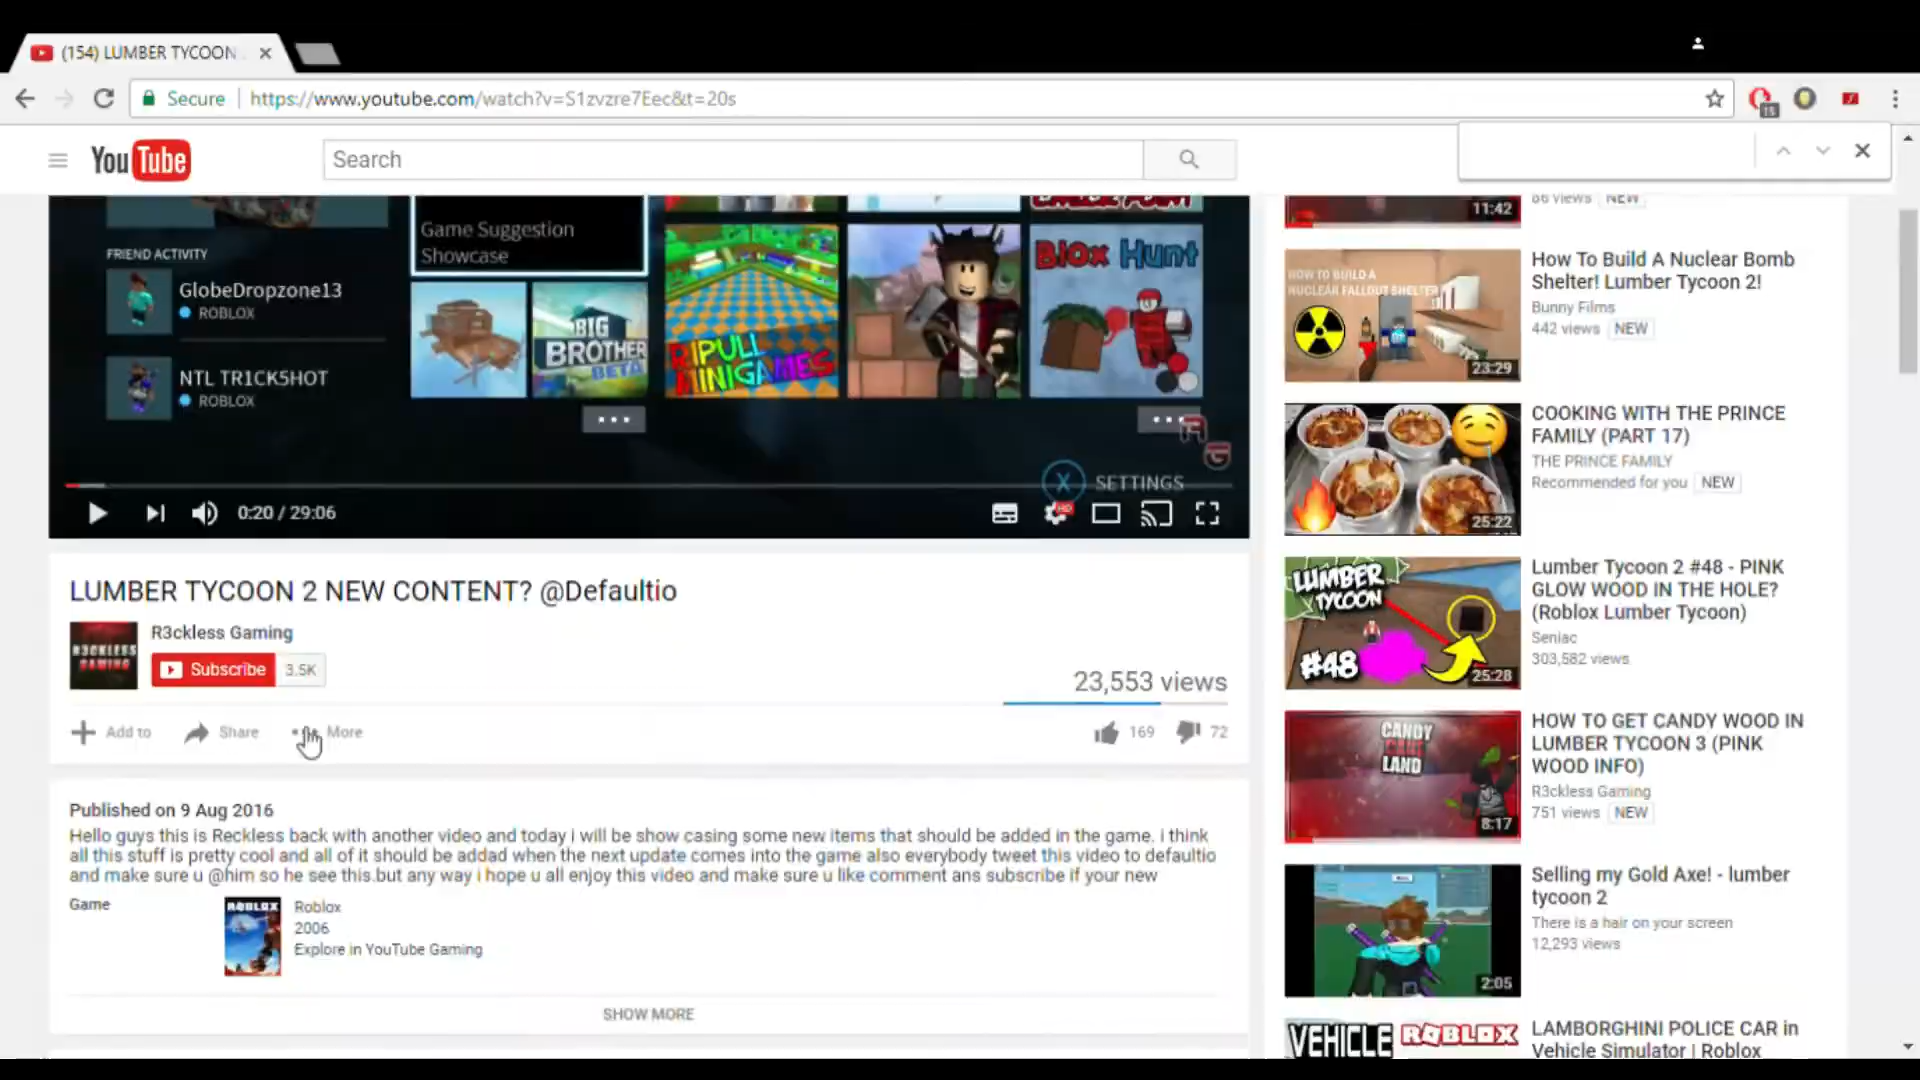 (154) LUMBER TYCOON
Secure https://www.youtube.com/watch?v=S1zvzre7Eec&t=20s
15
YouTube
Search
Game Suggestion
Showcase
FRIEND ACTIVITY
GlobeDropzone13
ROBLOX
NTL TR1CK5HOT
ROBLOX
BIG
BROTHER
BETA
RIPULL
MINIGAMES
Blox Hunt
X SETTINGS
0:20 / 29:06
HD
LUMBER TYCOON 2 NEW CONTENT? @Defaultio
R3CKLESS
GAMING
R3ckless Gaming
Subscribe 3.5K
23,553 views
Add to Share More
169 72
Published on 9 Aug 2016
Hello guys this is Reckless back with another video and today i will be show casing some new items that should be added in the game. i think
all this stuff is pretty cool and all of it should be addad when the next update comes into the game also everybody tweet this video to defaultio
and make sure u @him so he see this.but any way i hope u all enjoy this video and make sure u like comment ans subscribe if your new
Game
ROBLOX
Roblox
2006
Explore in YouTube Gaming
SHOW MORE
11:42
NEW
HOW TO BUILD A
NUCLEAR FALLOUT SHELTER!
23:29
How To Build A Nuclear Bomb
Shelter! Lumber Tycoon 2!
Bunny Films
442 views NEW
25:22
COOKING WITH THE PRINCE
FAMILY (PART 17)
THE PRINCE FAMILY
Recommended for you NEW
LUMBER
TYCOON
#48
25:28
Lumber Tycoon 2 #48 - PINK
GLOW WOOD IN THE HOLE?
(Roblox Lumber Tycoon)
Seniac
303,582 views
CANDY
CANE
LAND
8:17
HOW TO GET CANDY WOOD IN
LUMBER TYCOON 3 (PINK
WOOD INFO)
R3ckless Gaming
751 views NEW
2:05
Selling my Gold Axe! - lumber
tycoon 2
There is a hair on your screen
12,293 views
VEHICLE ROBLOX
LAMBORGHINI POLICE CAR in
Vehicle Simulator | Roblox